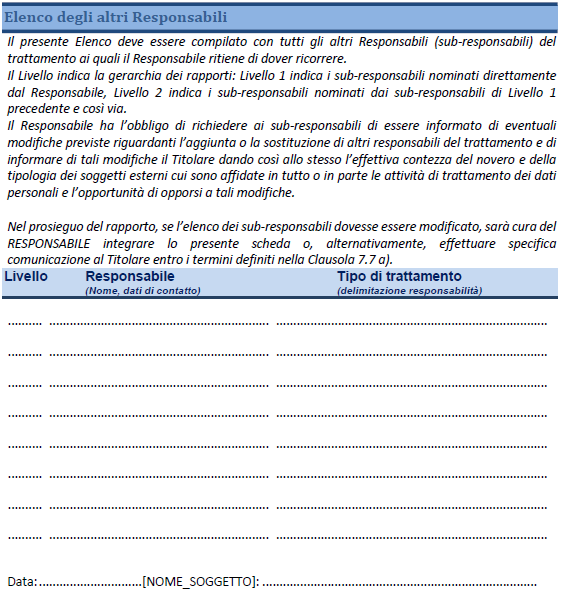 Elenco degli altri Responsabili
Il presente Elenco deve essere compilato con tutti gli altri Responsabili (sub-responsabili) del
trattamento ai quali il Responsabile ritiene di dover ricorrere.
Il Livello indica la gerarchia dei rapporti: Livello 1 indica i sub-responsabili nominati direttamente
dal Responsabile, Livello 2 indica i sub-responsabili nominati dai sub-responsabili di Livello 1
precedente e così via.
Il Responsabile ha l'obbligo di richiedere ai sub-responsabili di essere informato di eventuali
modifiche previste riguardanti l'aggiunta o la sostituzione di altri responsabili del trattamento e di
informare di tali modifiche il Titolare dando così allo stesso l'effettiva contezza del novero e della
tipologia dei soggetti esterni cui sono affidate in tutto o in parte le attività di trattamento dei dati
personali e l'opportunità di opporsi a tali modifiche.
Nel prosieguo del rapporto, se l'elenco dei sub-responsabili dovesse essere modificato, sarà cura del
RESPONSABILE integrare lo presente scheda o, alternativamente, effettuare specifica
comunicazione al Titolare entro i termini definiti nella Clausola 7.7 a).
Livello Responsabile Tipo di trattamento
(Nome, dati di contatto) (delimitazione responsabilità)
.......... ................................................................. ................................................................................
.......... ................................................................. ................................................................................
.......... ................................................................. ................................................................................
.......... ................................................................. ................................................................................
.......... ................................................................. ................................................................................
.......... ................................................................. ................................................................................
.......... ................................................................. ................................................................................
.......... ................................................................. ................................................................................
Data: ..............................[NOME_SOGGETTO]: ................................................................................